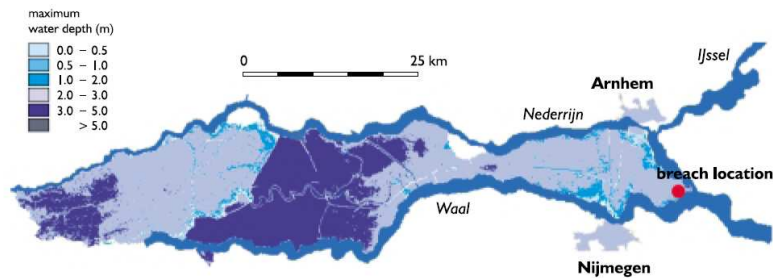 maximum
water depth (m)
0.0 – 0.5
0.5 – 1.0
1.0 – 2.0
2.0 – 3.0
3.0 – 5.0
> 5.0
0
25 km
IJssel
Arnhem
Nederrijn
breach location
Waal
Nijmegen